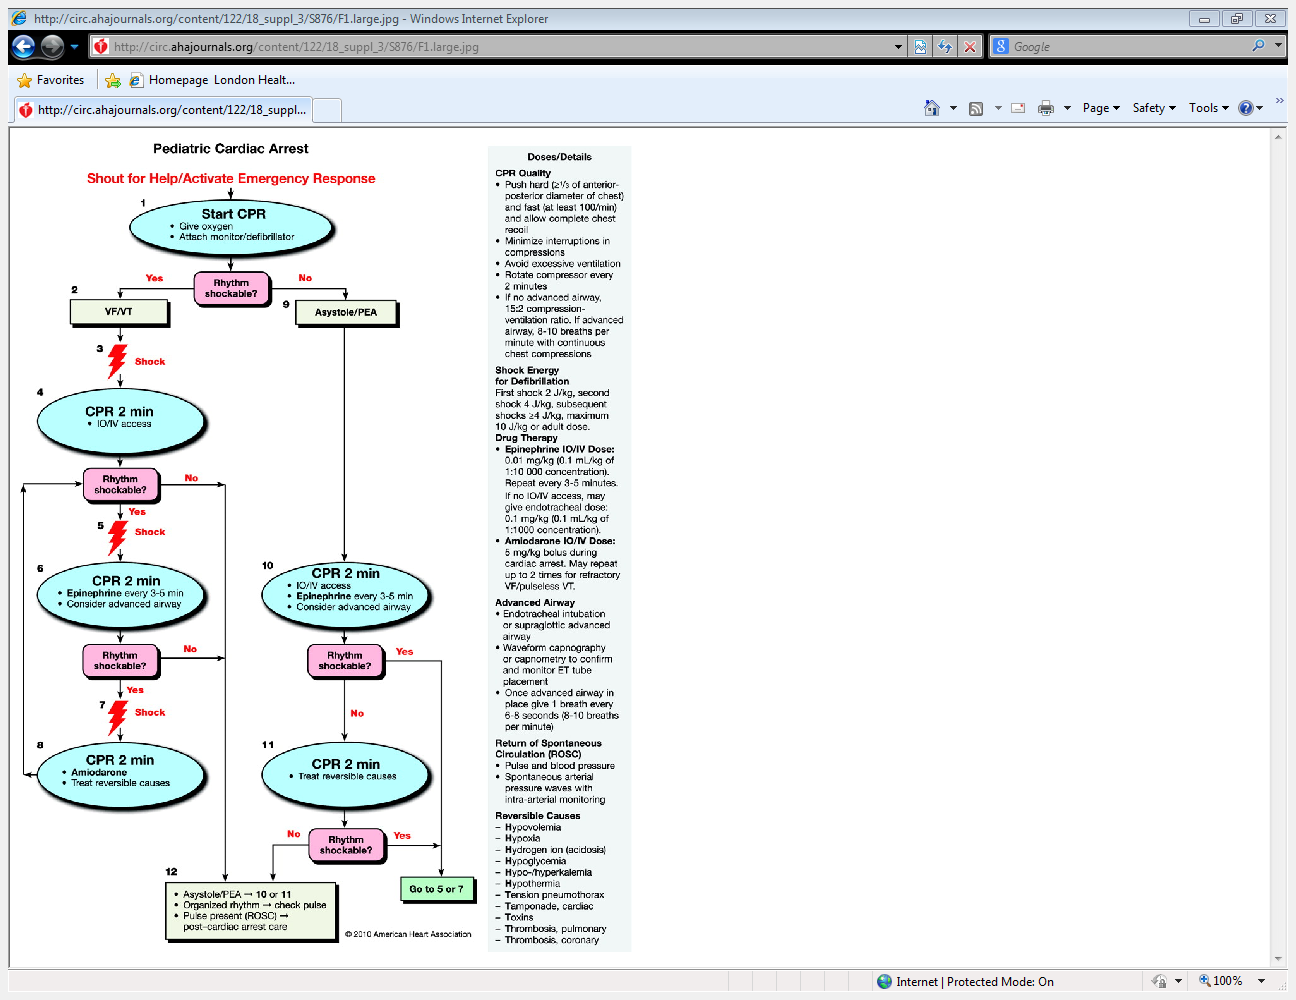 http://circ.ahajournals.org/content/122/18_suppl_3/S876/F1.large.jpg - Windows Internet Explorer
http://circ.ahajournals.org/content/122/18_suppl_3/S876/F1.large.jpg
Google
Favorites
Homepage London Healt...
http://circ.ahajournals.org/content/122/18_suppl...
Page
Safety
Tools
Pediatric Cardiac Arrest
Shout for Help/Activate Emergency Response
1
Start CPR
• Give oxygen
• Attach monitor/defibrillator
Yes
Rhythm
shockable?
No
2
VF/VT
9
Asystole/PEA
3
Shock
4
CPR 2 min
• IO/IV access
Rhythm
shockable?
No
Yes
5
Shock
6
CPR 2 min
• Epinephrine every 3-5 min
• Consider advanced airway
10
CPR 2 min
• IO/IV access
• Epinephrine every 3-5 min
• Consider advanced airway
Rhythm
shockable?
No
Yes
Rhythm
shockable?
Yes
No
7
Shock
8
CPR 2 min
• Amiodarone
• Treat reversible causes
11
CPR 2 min
• Treat reversible causes
No
Rhythm
shockable?
Yes
12
• Asystole/PEA → 10 or 11
• Organized rhythm → check pulse
• Pulse present (ROSC) →
post–cardiac arrest care
Go to 5 or 7
© 2010 American Heart Association
Doses/Details
CPR Quality
• Push hard (≥1/3 of anterior-
posterior diameter of chest)
and fast (at least 100/min)
and allow complete chest
recoil
• Minimize interruptions in
compressions
• Avoid excessive ventilation
• Rotate compressor every
2 minutes
• If no advanced airway,
15:2 compression-
ventilation ratio. If advanced
airway, 8-10 breaths per
minute with continuous
chest compressions
Shock Energy
for Defibrillation
First shock 2 J/kg, second
shock 4 J/kg, subsequent
shocks ≥4 J/kg, maximum
10 J/kg or adult dose.
Drug Therapy
• Epinephrine IO/IV Dose:
0.01 mg/kg (0.1 mL/kg of
1:10 000 concentration).
Repeat every 3-5 minutes.
If no IO/IV access, may
give endotracheal dose:
0.1 mg/kg (0.1 mL/kg of
1:1000 concentration).
• Amiodarone IO/IV Dose:
5 mg/kg bolus during
cardiac arrest. May repeat
up to 2 times for refractory
VF/pulseless VT.
Advanced Airway
• Endotracheal intubation
or supraglottic advanced
airway
• Waveform capnography
or capnometry to confirm
and monitor ET tube
placement
• Once advanced airway in
place give 1 breath every
6-8 seconds (8-10 breaths
per minute)
Return of Spontaneous
Circulation (ROSC)
• Pulse and blood pressure
• Spontaneous arterial
pressure waves with
intra-arterial monitoring
Reversible Causes
– Hypovolemia
– Hypoxia
– Hydrogen ion (acidosis)
– Hypoglycemia
– Hypo-/hyperkalemia
– Hypothermia
– Tension pneumothorax
– Tamponade, cardiac
– Toxins
– Thrombosis, pulmonary
– Thrombosis, coronary
Internet | Protected Mode: On
100%